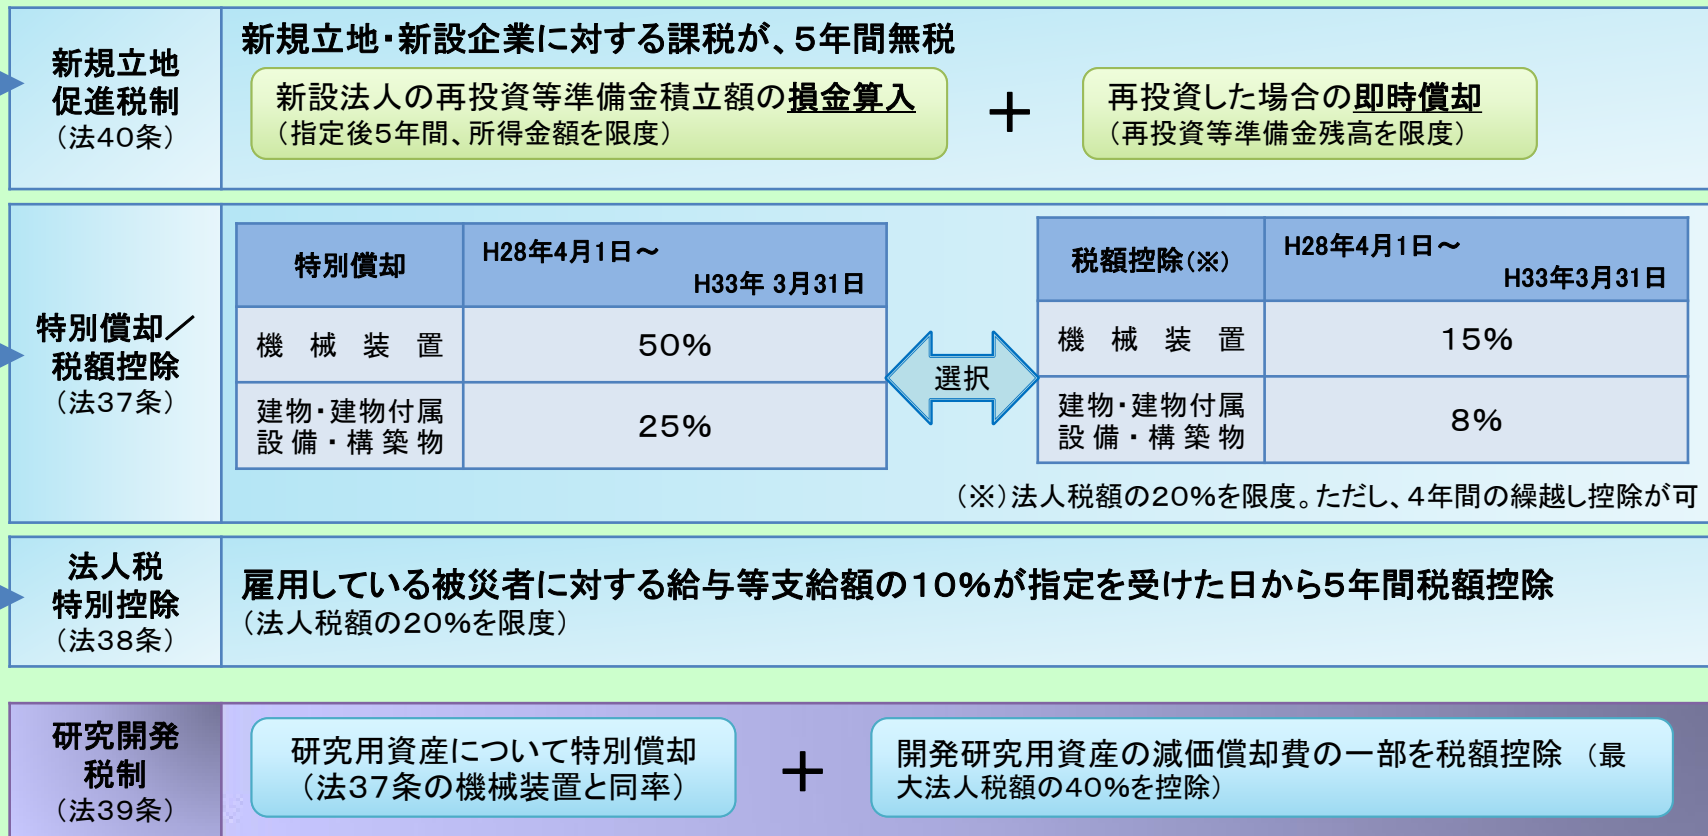 新規立地
促進税制
（法40条）
新規立地・新設企業に対する課税が、５年間無税
新設法人の再投資等準備金積立額の損金算入
（指定後５年間、所得金額を限度）
＋
再投資した場合の即時償却
（再投資等準備金残高を限度）
特別償却／
税額控除
（法37条）
特別償却
H28年4月1日～
H33年 3月31日
機 械 装 置
50%
建物・建物付属
設 備 ・ 構 築 物
25%
選択
税額控除（※）
H28年4月1日～
H33年3月31日
機 械 装 置
15%
建物・建物付属
設 備 ・ 構 築 物
8%
（※）法人税額の20%を限度。ただし、４年間の繰越し控除が可
法人税
特別控除
（法38条）
雇用している被災者に対する給与等支給額の１０％が指定を受けた日から５年間税額控除
（法人税額の20％を限度）
研究開発
税制
（法39条）
研究用資産について特別償却
（法３７条の機械装置と同率）
＋
開発研究用資産の減価償却費の一部を税額控除 （最
大法人税額の40％を控除）